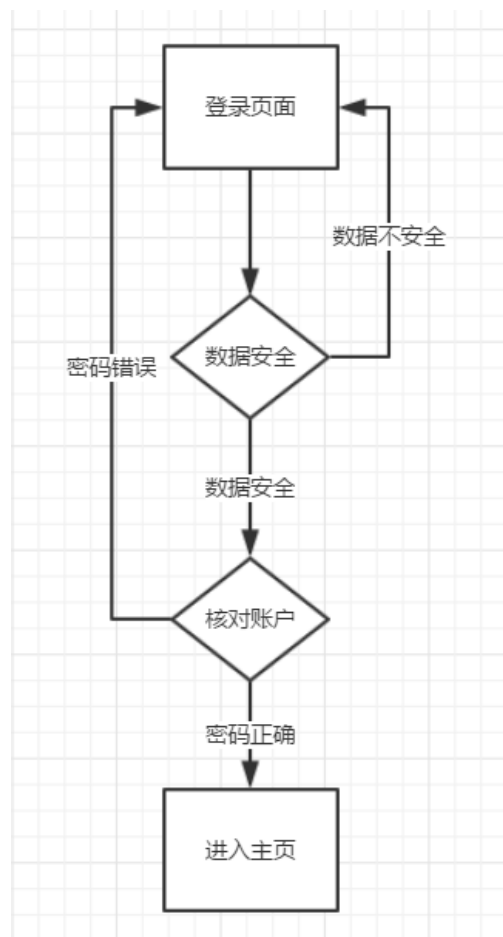 登录页面
数据不安全
数据安全
密码错误
数据安全
核对账户
密码正确
进入主页